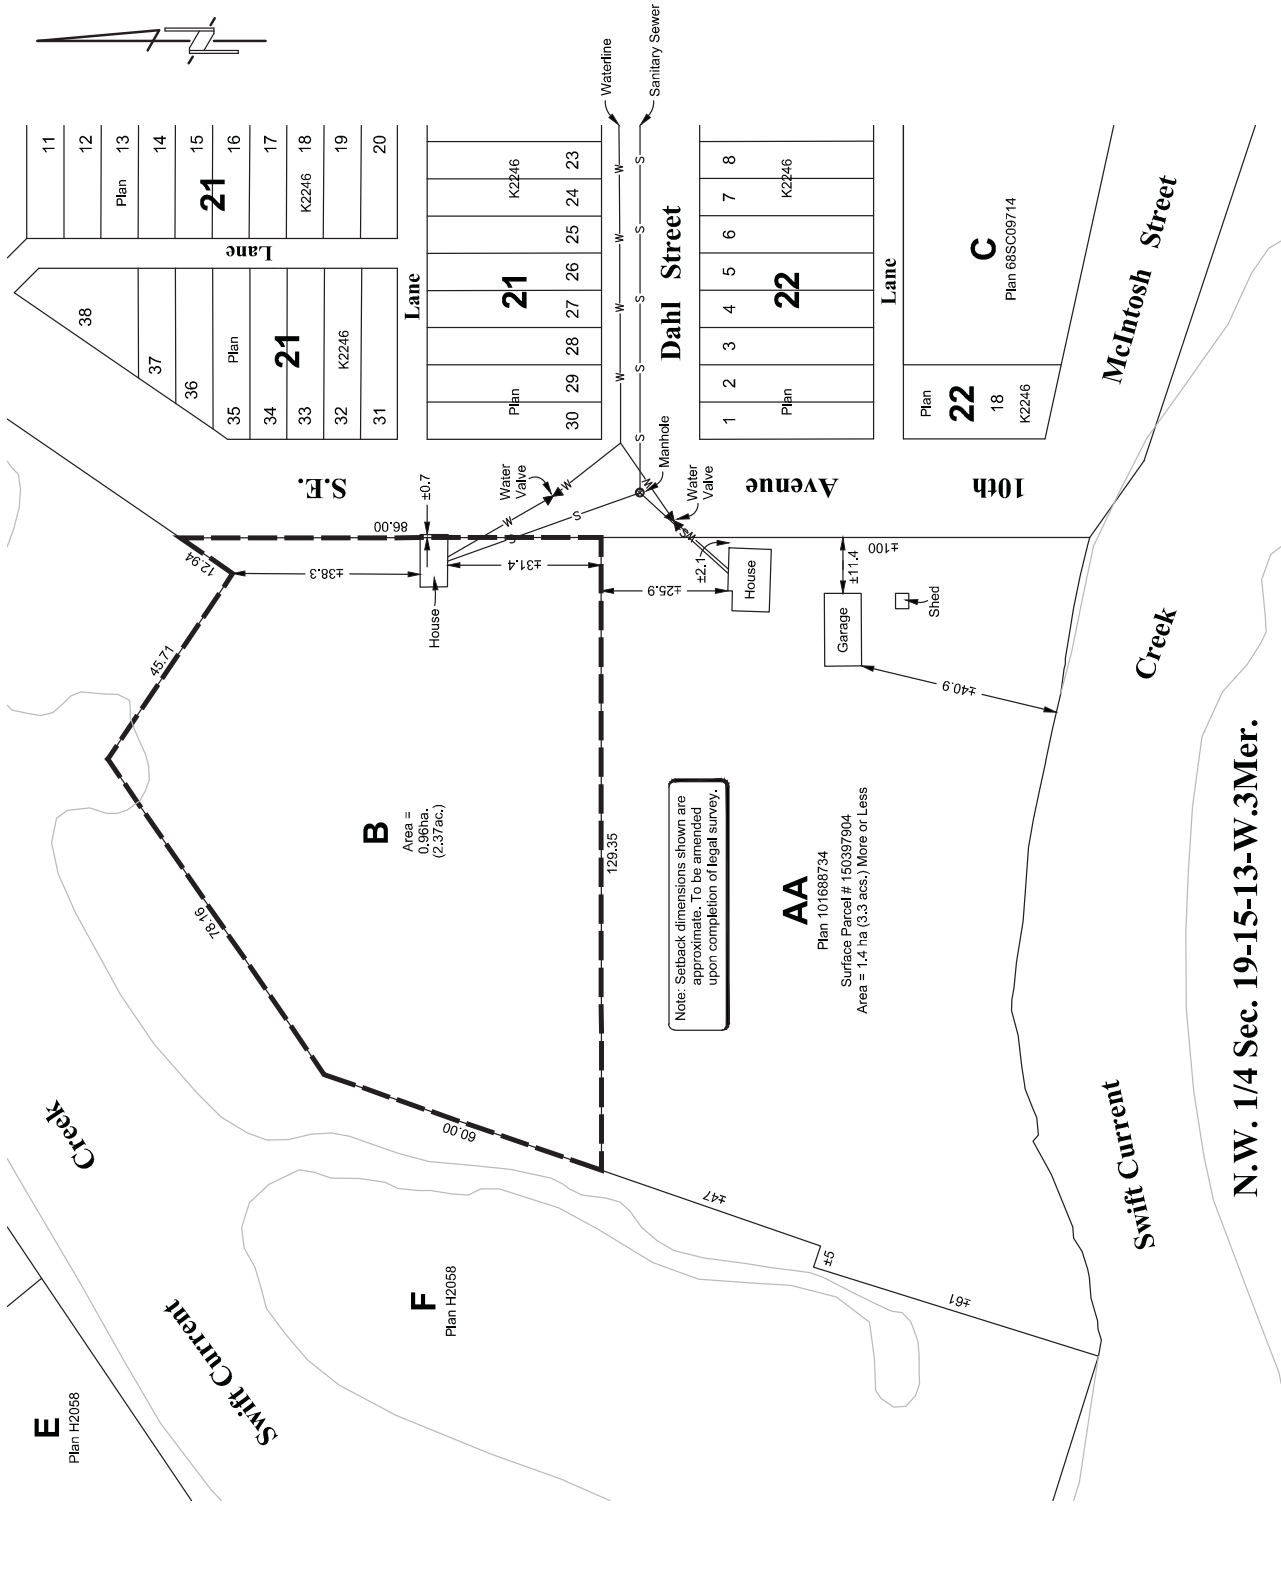 Waterline
Sanitary Sewer
11
12
13
14
15
16
17
18
19
20
Plan
21
K2246
Lane
38
37
36
35
34
33
32
31
Plan
21
K2246
Lane
23
24
25
26
27
28
29
30
K2246
21
Plan
W
W
W
W
S
S
S
S
S
Dahl Street
8
7
6
5
4
3
2
1
K2246
22
Plan
Lane
C
Plan 68SC09714
Plan
22
18
K2246
McIntosh Street
10th
Avenue
S.E.
Water
Valve
Manhole
Water
Valve
W
W
W
S
S
W
S
±0.7
86.00
12.94
±38.3
±31.4
House
±25.9
±2.1
House
±100
±11.4
Garage
Shed
±40.9
45.71
78.16
60.00
129.35
B
Area =
0.96ha.
(2.37ac.)
Note: Setback dimensions shown are
approximate. To be amended
upon completion of legal survey.
AA
Plan 101688734
Surface Parcel # 150397904
Area = 1.4 ha (3.3 acs.) More or Less
±47
±5
±61
Swift Current
Creek
Swift Current
Creek
E
Plan H2058
F
Plan H2058
N.W. 1/4 Sec. 19-15-13-W.3Mer.